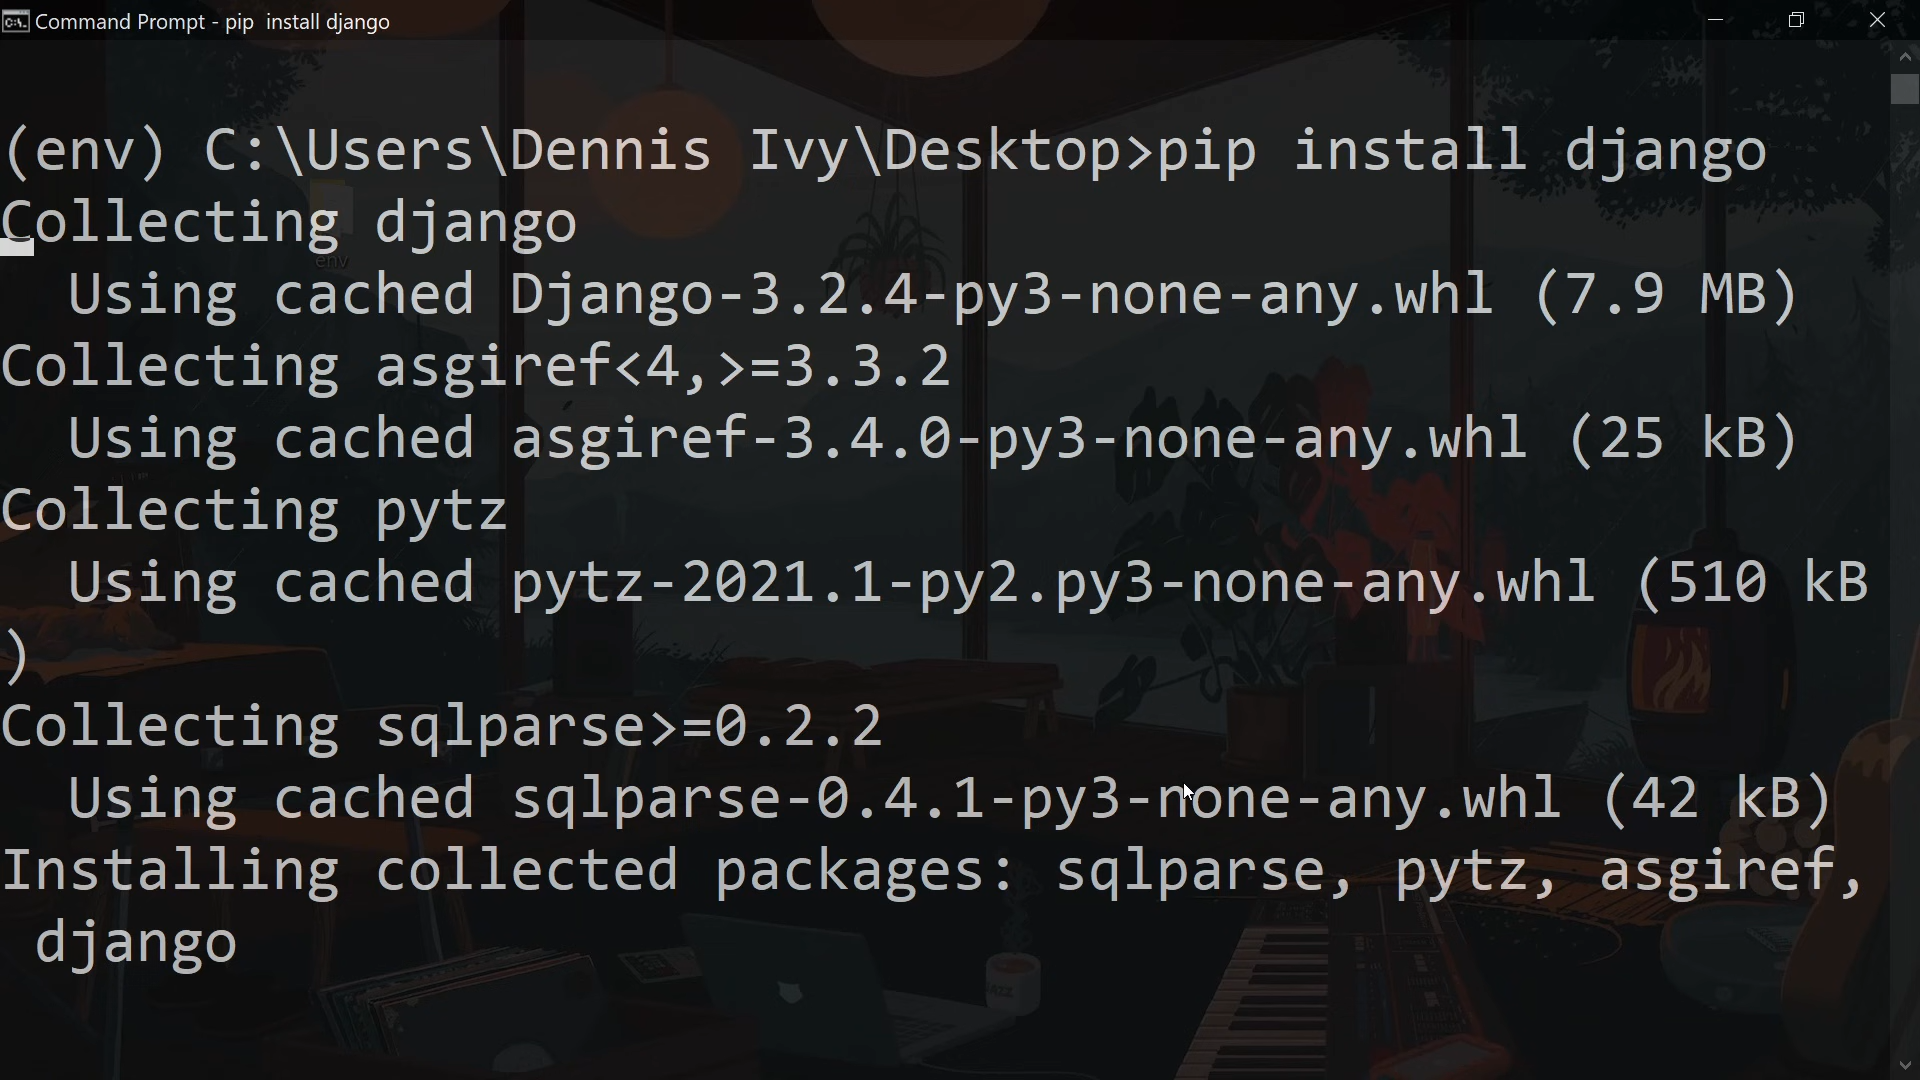 Command Prompt - pip  install django
(env) C:\Users\Dennis Ivy\Desktop>pip install django
Collecting django
env
  Using cached Django-3.2.4-py3-none-any.whl (7.9 MB)
Collecting asgiref<4,>=3.3.2
  Using cached asgiref-3.4.0-py3-none-any.whl (25 kB)
Collecting pytz
  Using cached pytz-2021.1-py2.py3-none-any.whl (510 kB
)
Collecting sqlparse>=0.2.2
  Using cached sqlparse-0.4.1-py3-none-any.whl (42 kB)
Installing collected packages: sqlparse, pytz, asgiref,
 django
JAZZ